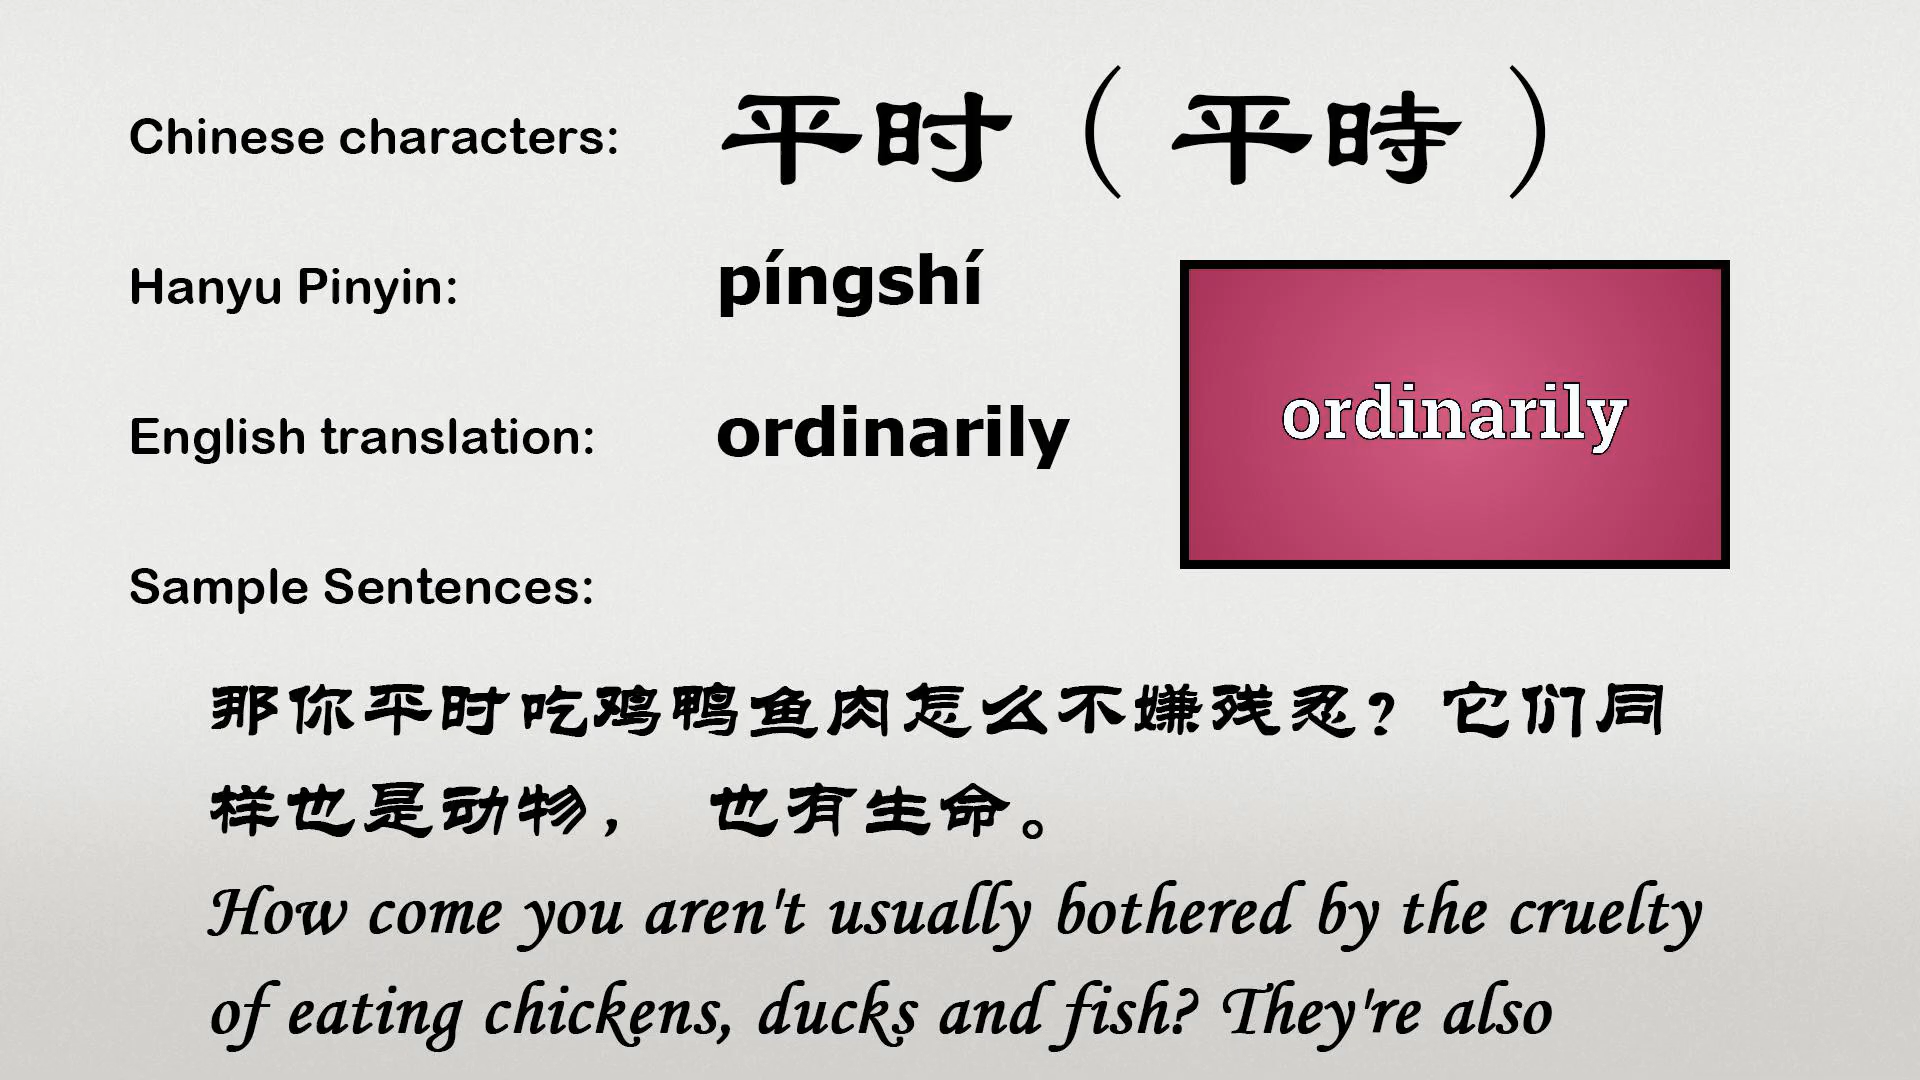 Chinese characters: 平时（平時）
Hanyu Pinyin: píngshí
English translation: ordinarily
ordinarily
Sample Sentences:
那你平时吃鸡鸭鱼肉怎么不嫌残忍？它们同
样也是动物， 也有生命。
How come you aren't usually bothered by the cruelty
of eating chickens, ducks and fish? They're also